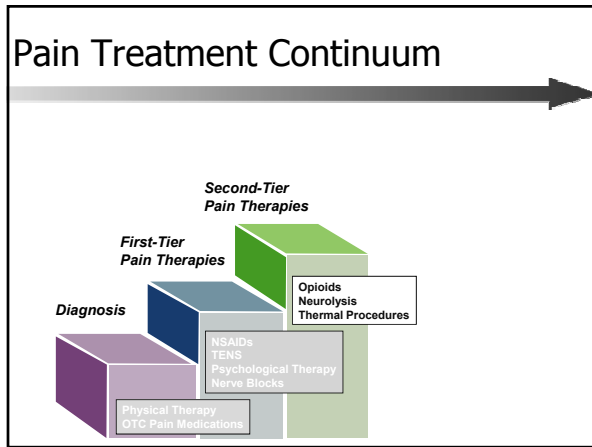 Pain Treatment Continuum
Second-Tier
Pain Therapies
First-Tier
Pain Therapies
Diagnosis
Opioids
Neurolysis
Thermal Procedures
NSAIDs
TENS
Psychological Therapy
Nerve Blocks
Physical Therapy
OTC Pain Medications